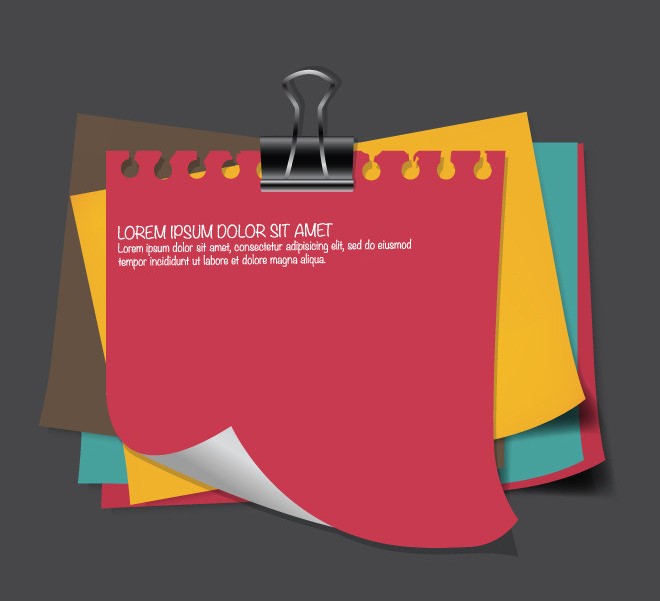 LOREM IPSUM DOLOR SIT AMET
Lorem ipsum dolor sit amet, consectetur adipisicing elit, sed do eiusmod
tempor incididunt ut labore et dolore magna aliqua.